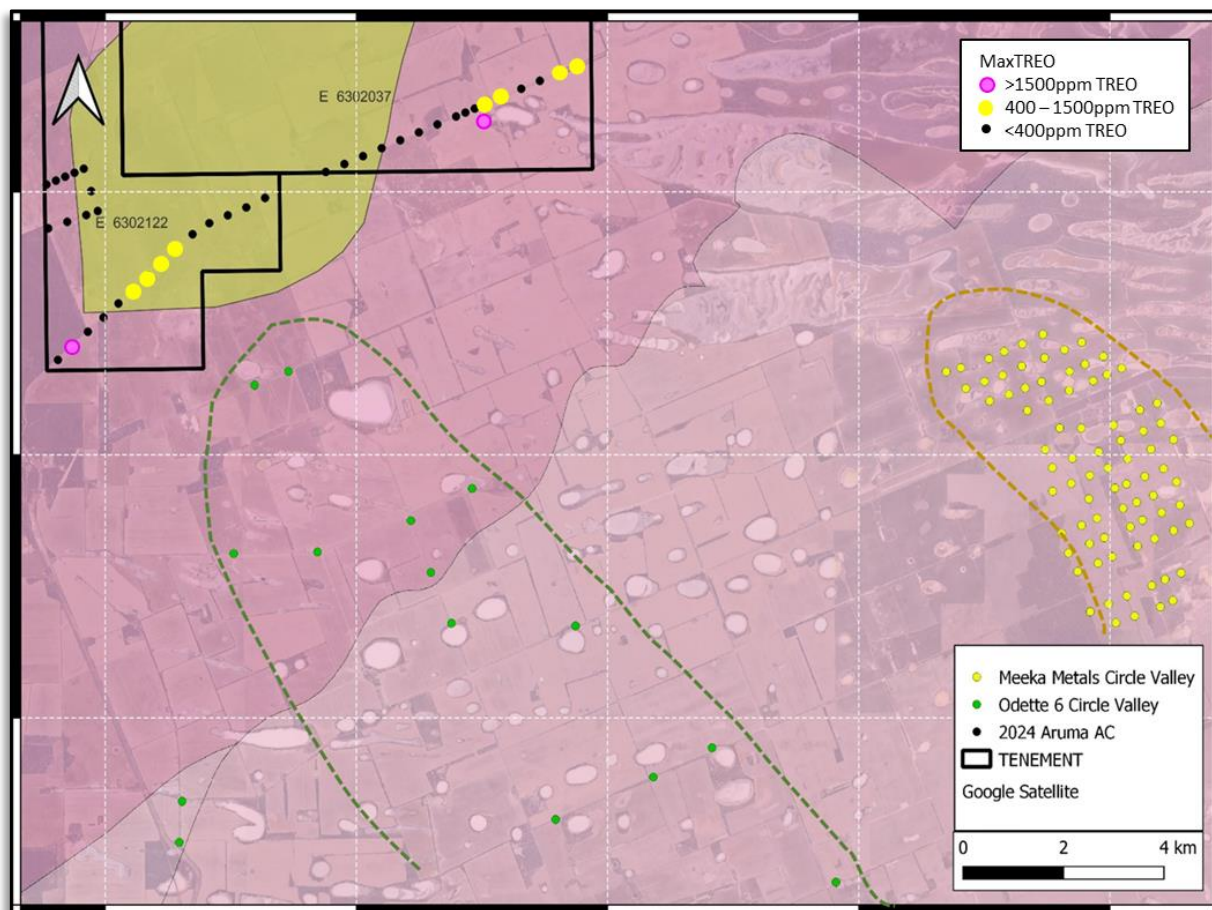 MaxTREO
>1500ppm TREO
400 – 1500ppm TREO
<400ppm TREO
E 6302037
E 6302122
Meeka Metals Circle Valley
Odette 6 Circle Valley
2024 Aruma AC
TENEMENT
Google Satellite
0 2 4 km